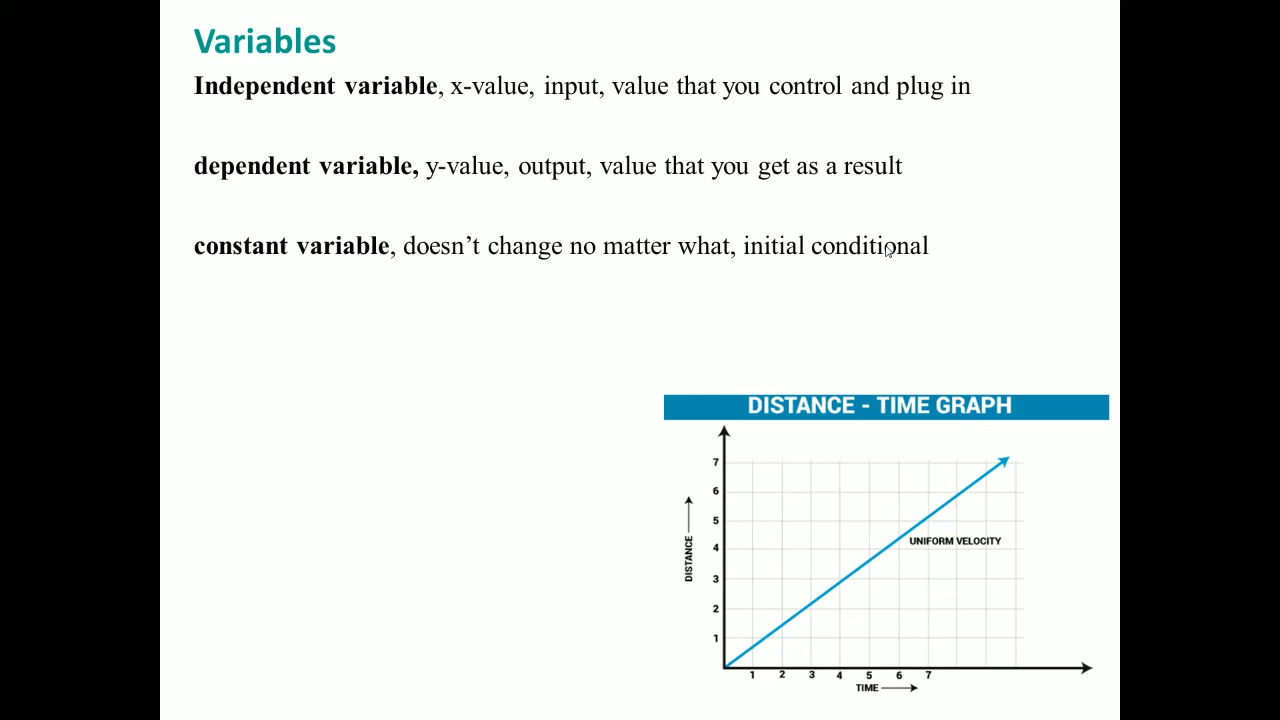 Variables
Independent variable, x-value, input, value that you control and plug in
dependent variable, y-value, output, value that you get as a result
constant variable, doesn’t change no matter what, initial conditional
DISTANCE - TIME GRAPH
7
6
5
4
3
2
1
DISTANCE
UNIFORM VELOCITY
1 2 3 4 5 6 7
TIME